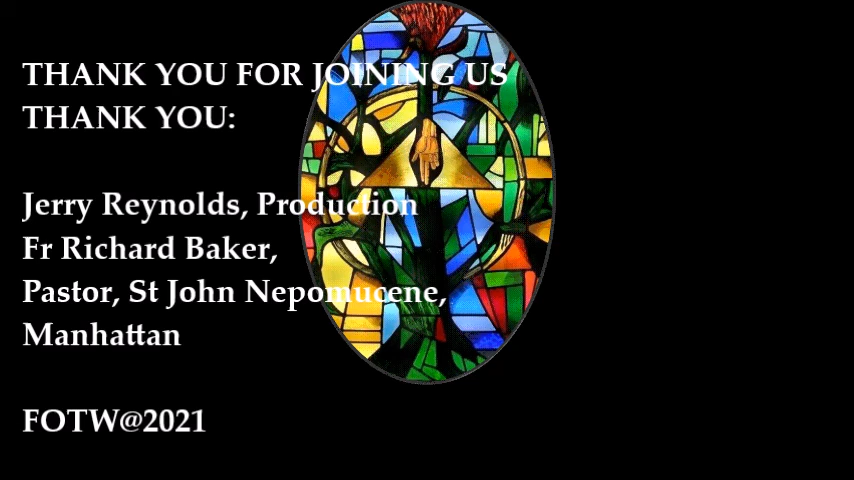 THANK YOU FOR JOINING US
THANK YOU:
Jerry Reynolds, Production
Fr Richard Baker,
Pastor, St John Nepomucene,
Manhattan
FOTW@2021